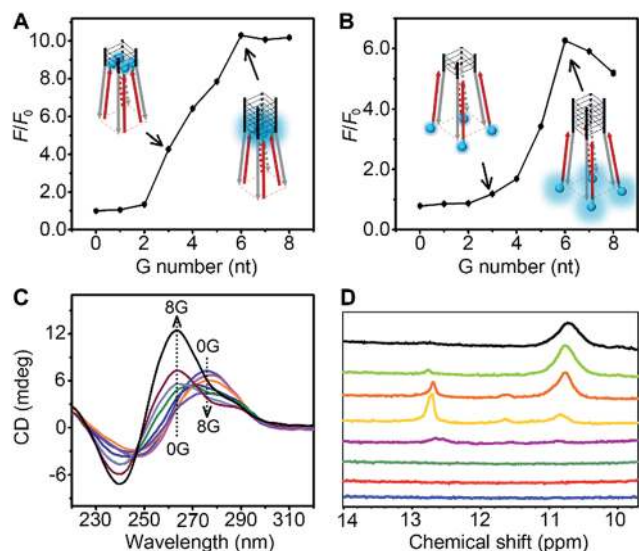 A
F/F0
10.0
8.0
6.0
4.0
2.0
0.0
0 2 4 6 8
G number (nt)
B
F/F0
6.0
4.0
2.0
0.0
0 2 4 6 8
G number (nt)
C
CD (mdeg)
12
6
0
-6
8G
0G
0G
8G
230 250 270 290 310
Wavelength (nm)
D
14 13 12 11 10
Chemical shift (ppm)